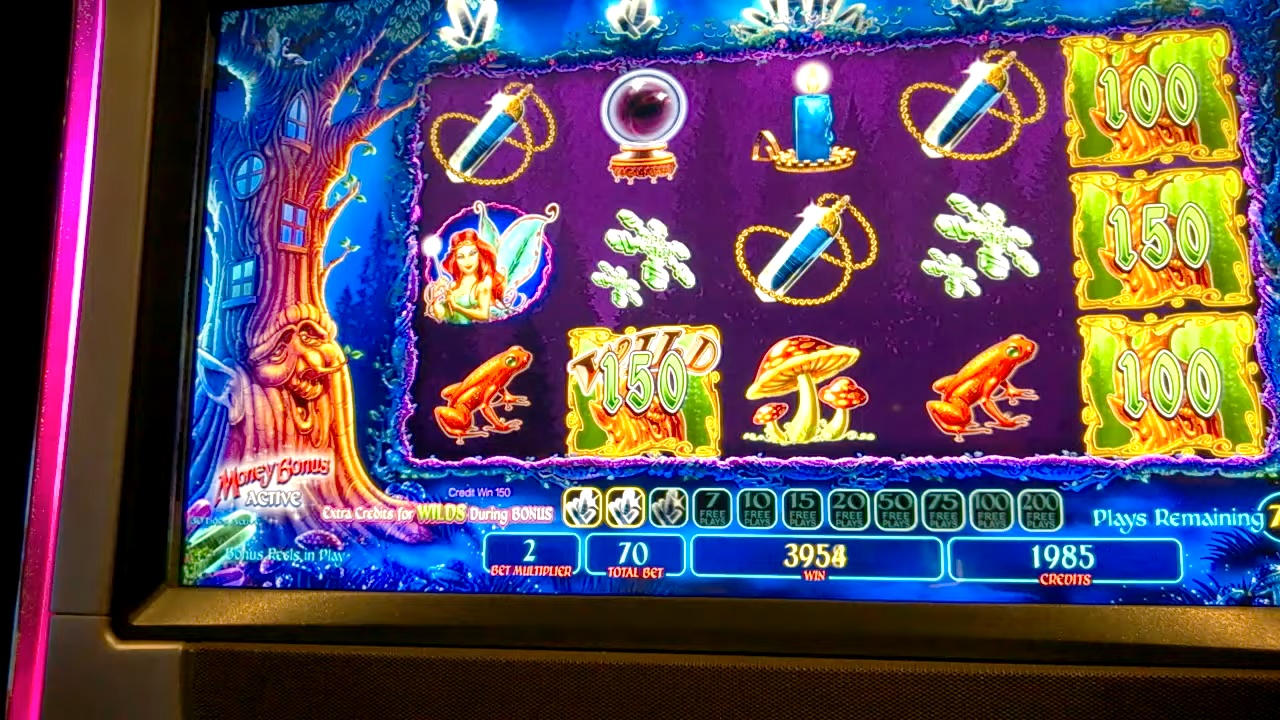 100
150
100
WILD
150
Money Bonus
ACTIVE
Credit Win 150
Extra Credits for WILDS During BONUS
7 FREE PLAYS
10 FREE PLAYS
15 FREE PLAYS
20 FREE PLAYS
50 FREE PLAYS
75 FREE PLAYS
100 FREE PLAYS
200 FREE PLAYS
Plays Remaining 7
Bonus Reels in Play
2
BET MULTIPLIER
70
TOTAL BET
3954
WIN
1985
CREDITS